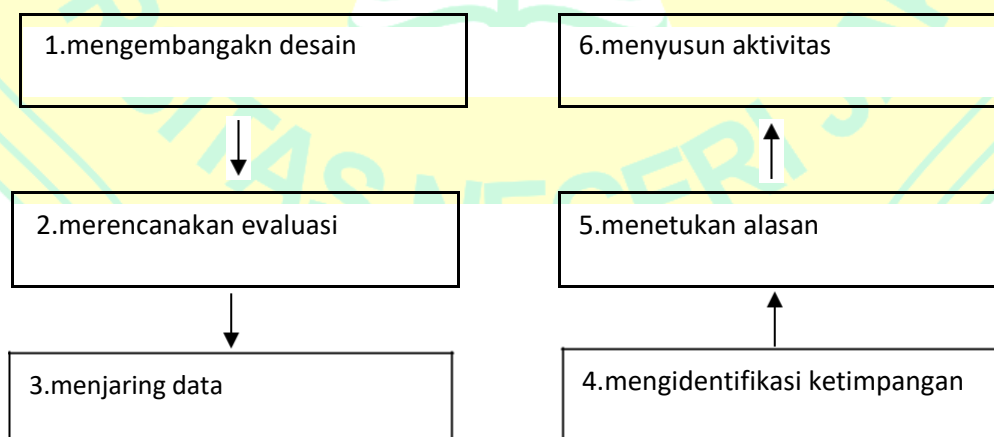 1.mengembangakn desain
2.merencanakan evaluasi
3.menjaring data
4.mengidentifikasi ketimpangan
5.menetukan alasan
6.menyusun aktivitas